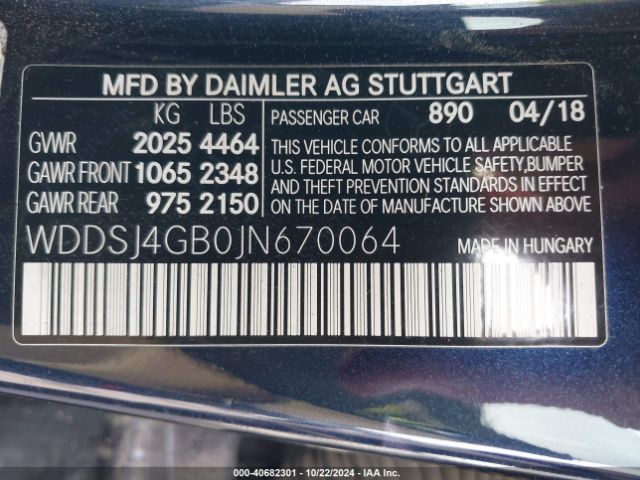 MFD BY DAIMLER AG STUTTGART
KG LBS
GVWR 2025 4464
GAWR FRONT 1065 2348
GAWR REAR 975 2150
PASSENGER CAR 890 04/18
THIS VEHICLE CONFORMS TO ALL APPLICABLE
U.S. FEDERAL MOTOR VEHICLE SAFETY,BUMPER
AND THEFT PREVENTION STANDARDS IN EFFECT
ON THE DATE OF MANUFACTURE SHOWN ABOVE.
WDDSJ4GB0JN670064 MADE IN HUNGARY
000-40682301 - 10/22/2024 - IAA Inc.